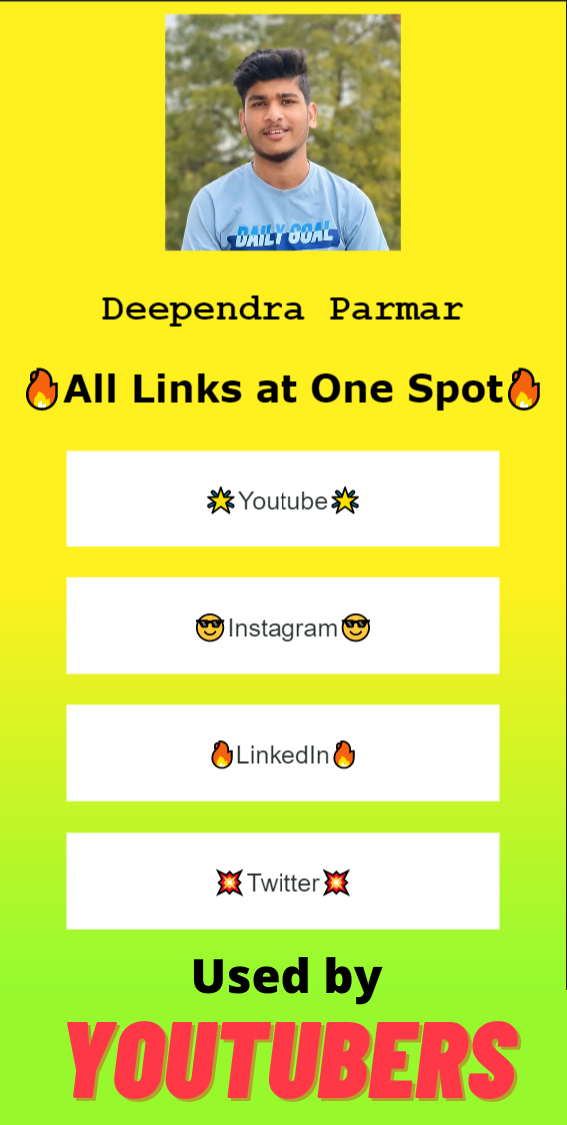 DAILY GOAL
Deependra Parmar
🔥All Links at One Spot🔥
🌟Youtube🌟
😎Instagram😎
🔥LinkedIn🔥
💥Twitter💥
Used by
YOUTUBERS